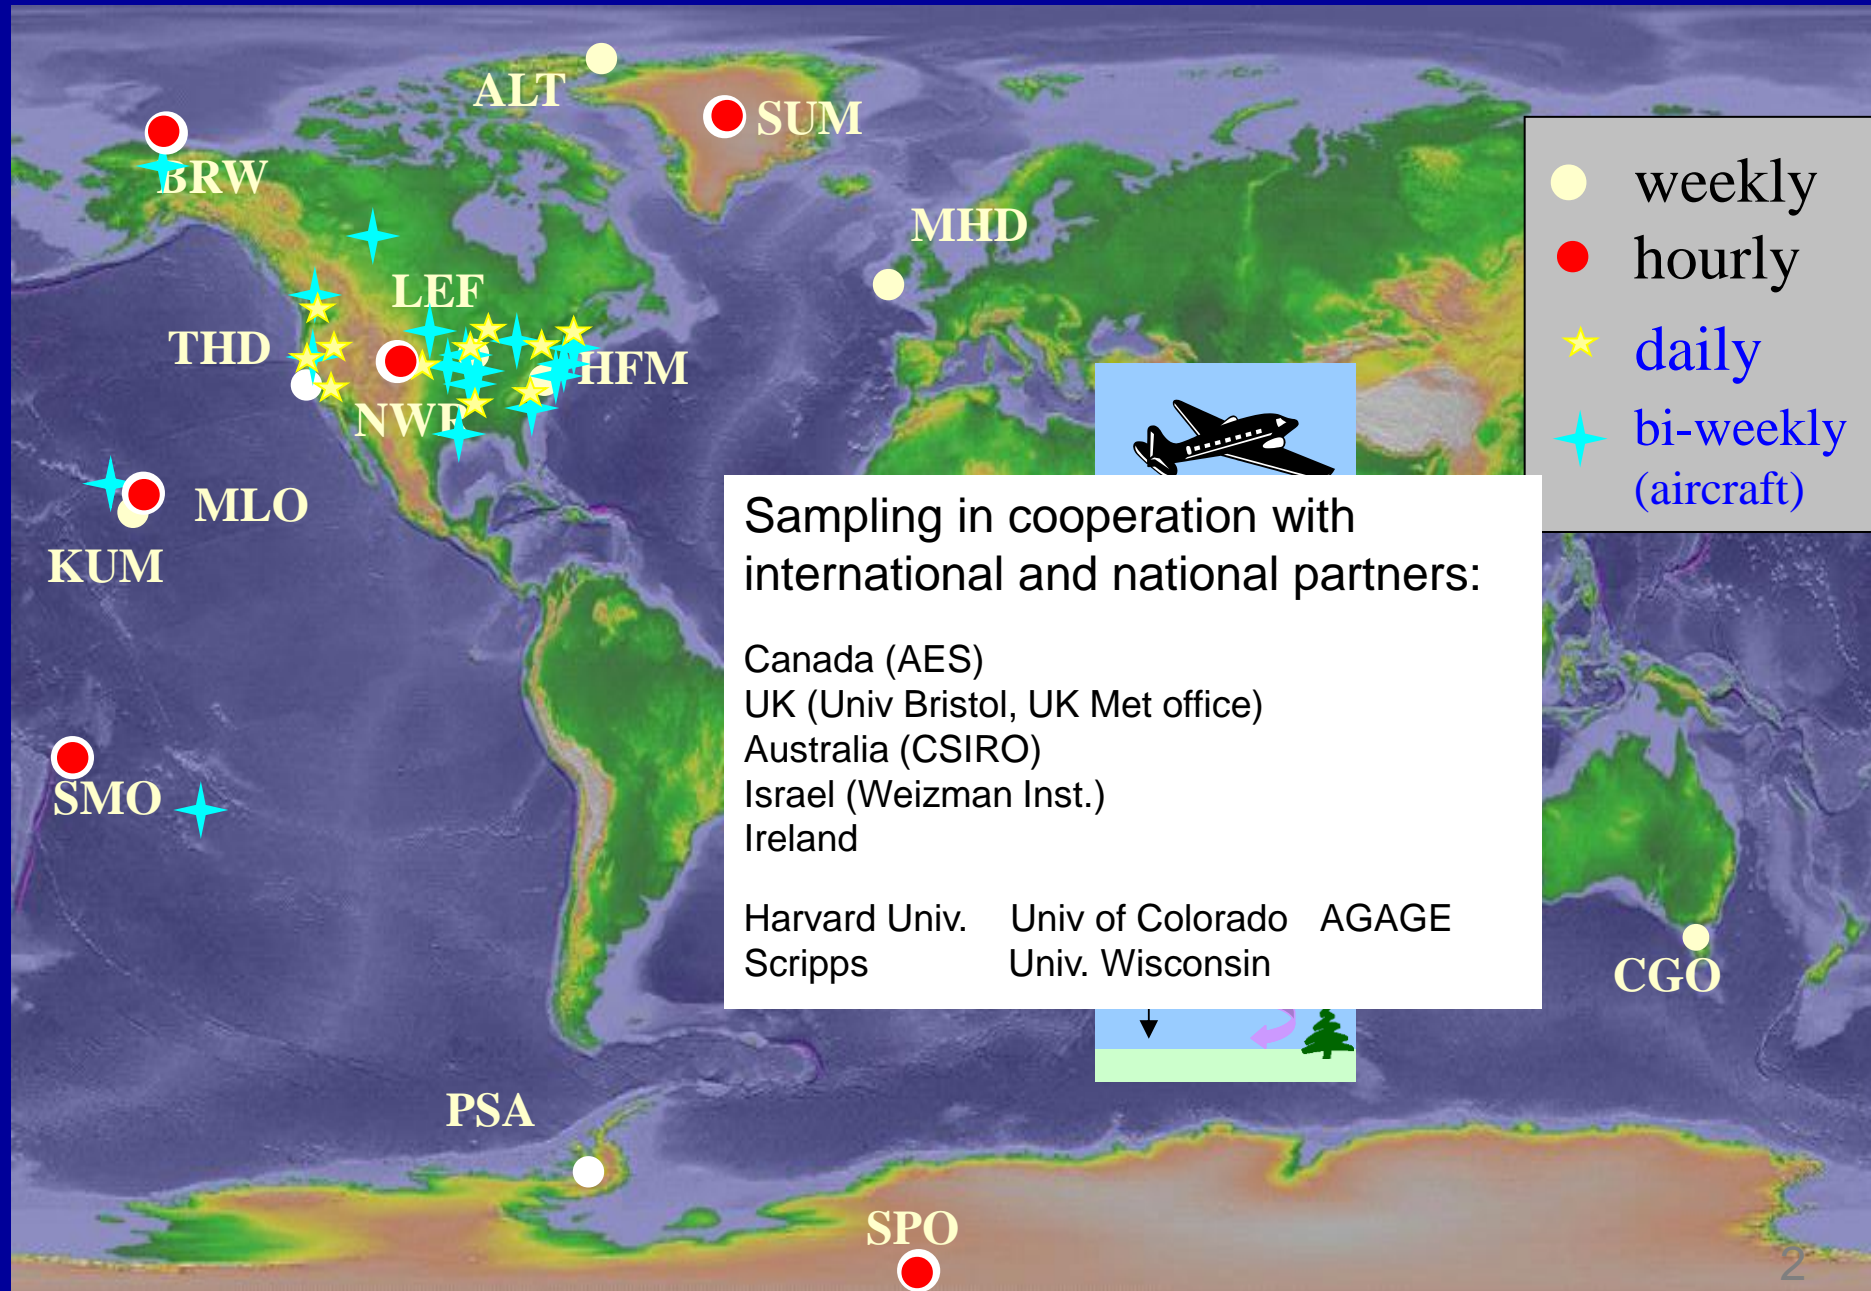 ALT
SUM
BRW
MHD
LEF
THD
HFM
NWR
MLO
KUM
SMO
CGO
PSA
SPO
weekly
hourly
daily
bi-weekly
(aircraft)
Sampling in cooperation with
international and national partners:
Canada (AES)
UK (Univ Bristol, UK Met office)
Australia (CSIRO)
Israel (Weizman Inst.)
Ireland
Harvard Univ. Univ of Colorado AGAGE
Scripps Univ. Wisconsin
2